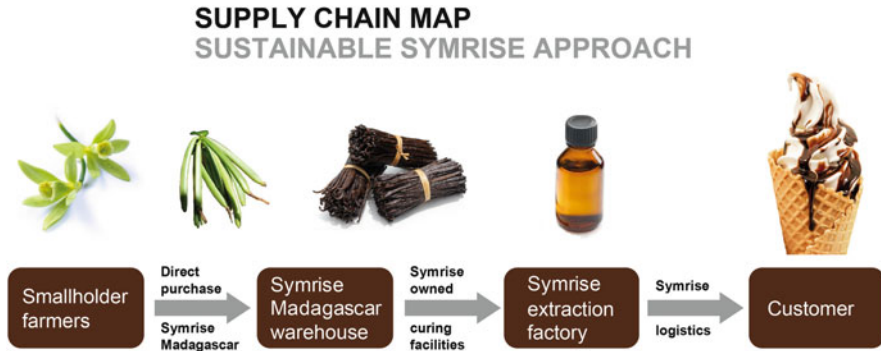 SUPPLY CHAIN MAP
SUSTAINABLE SYMRISE APPROACH
Smallholder
farmers
Direct
purchase
Symrise
Madagascar
Symrise
Madagascar
warehouse
Symrise
owned
curing
facilities
Symrise
extraction
factory
Symrise
logistics
Customer